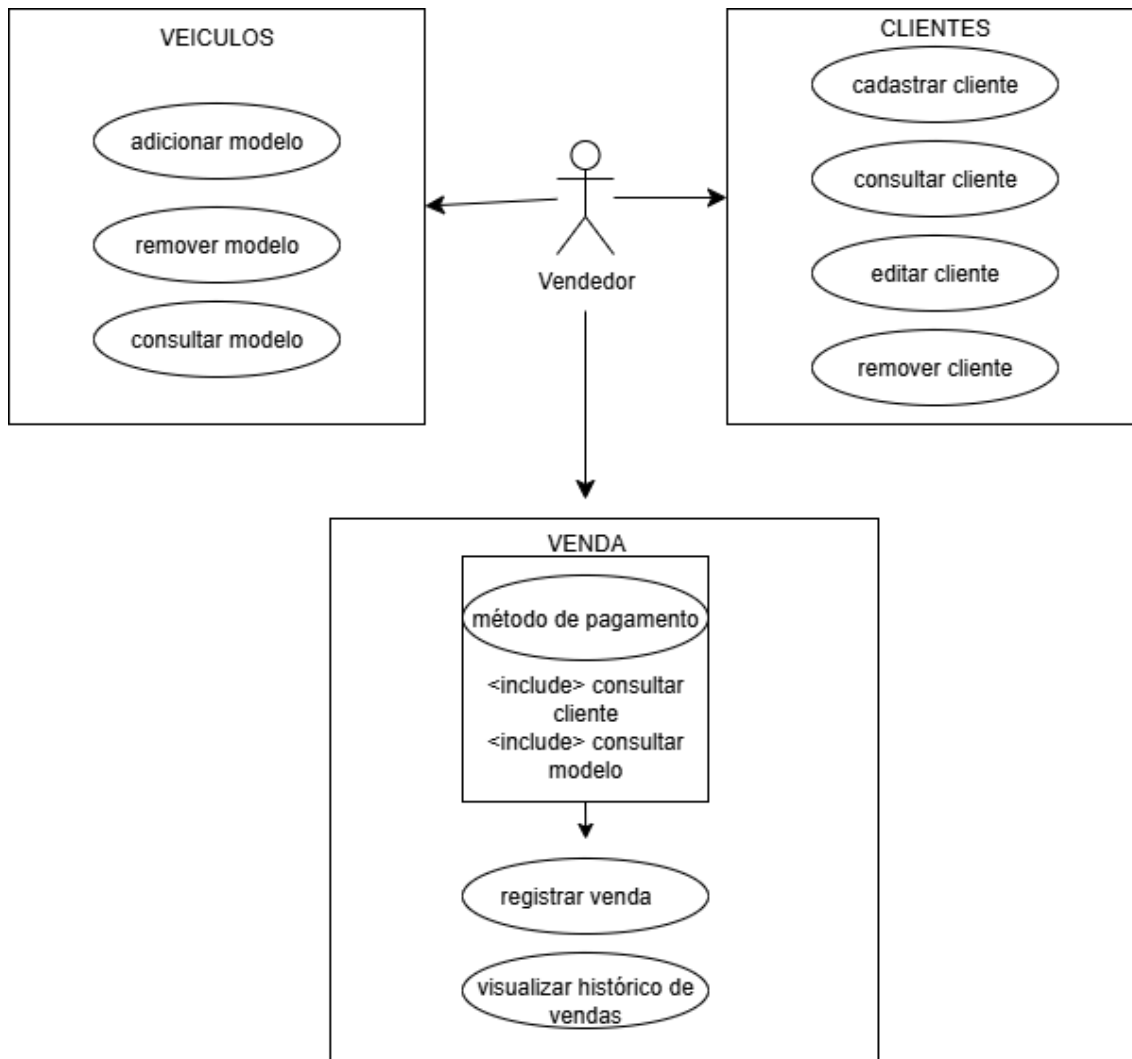 VEICULOS
adicionar modelo
remover modelo
consultar modelo
Vendedor
CLIENTES
cadastrar cliente
consultar cliente
editar cliente
remover cliente
VENDA
método de pagamento
<include> consultar
cliente
<include> consultar
modelo
registrar venda
visualizar histórico de
vendas